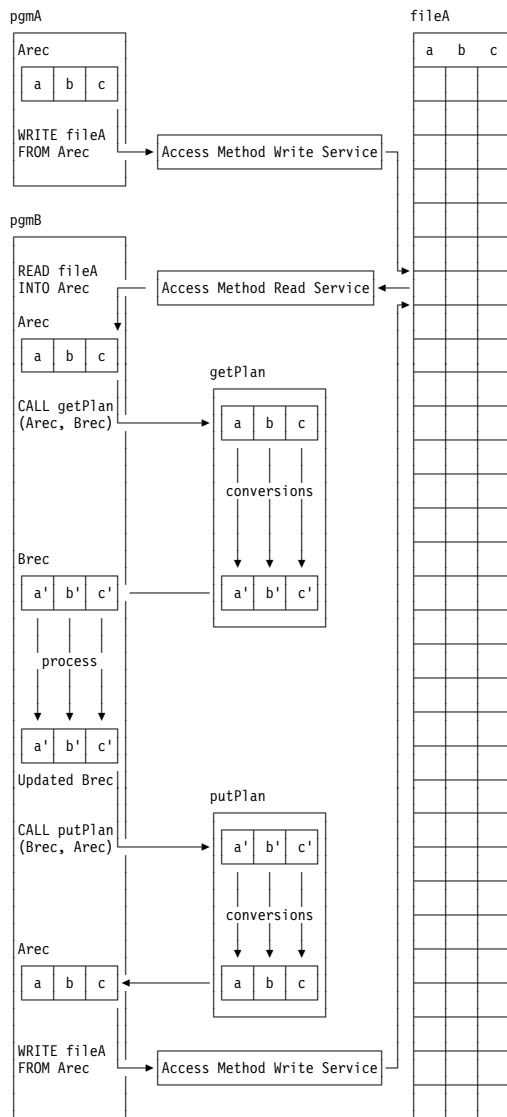 pgmA
fileA
Arec
a b c
a b c
WRITE fileA
FROM Arec
Access Method Write Service
pgmB
READ fileA
INTO Arec
Access Method Read Service
Arec
a b c
getPlan
CALL getPlan
(Arec, Brec)
a b c
conversions
Brec
a' b' c'
a' b' c'
process
a' b' c'
Updated Brec
putPlan
CALL putPlan
(Brec, Arec)
a' b' c'
conversions
Arec
a b c
a b c
WRITE fileA
FROM Arec
Access Method Write Service